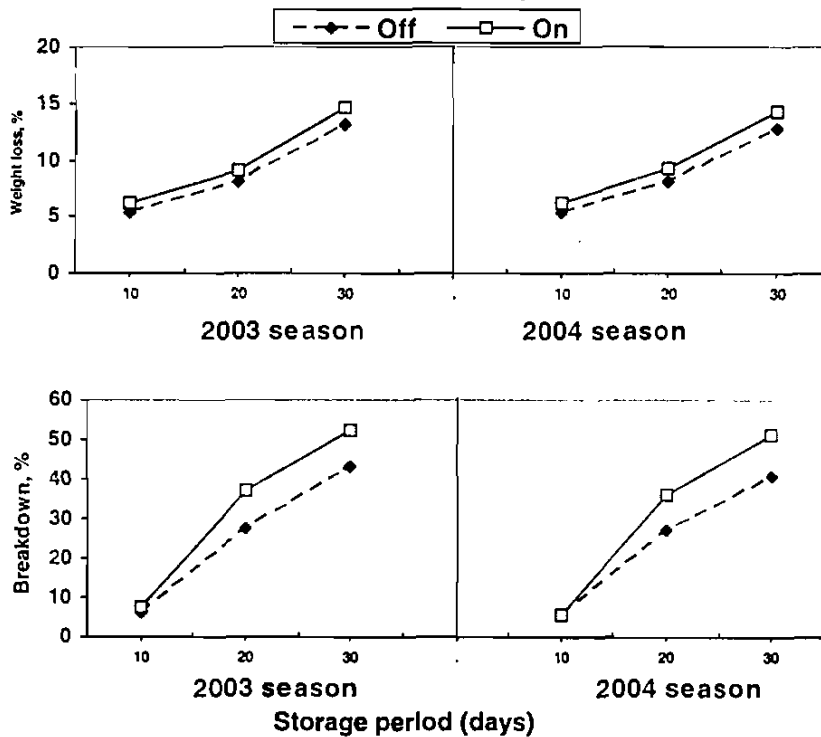 Off On
20
15
10
5
0
Weight loss, %
10 20 30 10 20 30
2003 season 2004 season
60
50
40
30
20
10
0
Breakdown, %
10 20 30 10 20 30
2003 season 2004 season
Storage period (days)